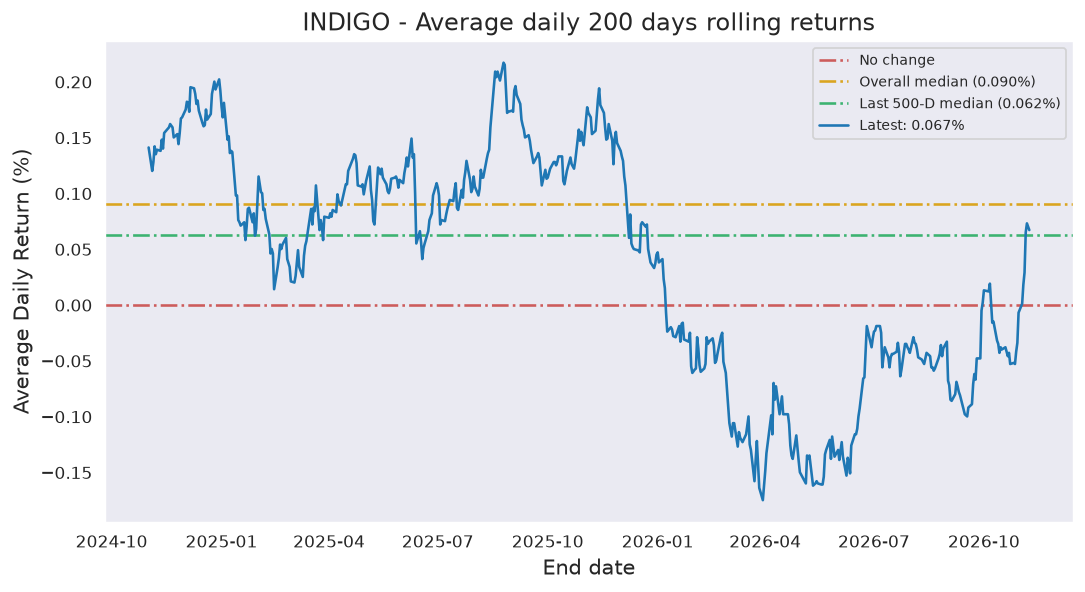 INDIGO - Average daily 200 days rolling returns
No change
Overall median (0.090%)
Last 500-D median (0.062%)
Latest: 0.067%
Average Daily Return (%)
0.20
0.15
0.10
0.05
0.00
−0.05
−0.10
−0.15
2024-10 2025-01 2025-04 2025-07 2025-10 2026-01 2026-04 2026-07 2026-10
End date